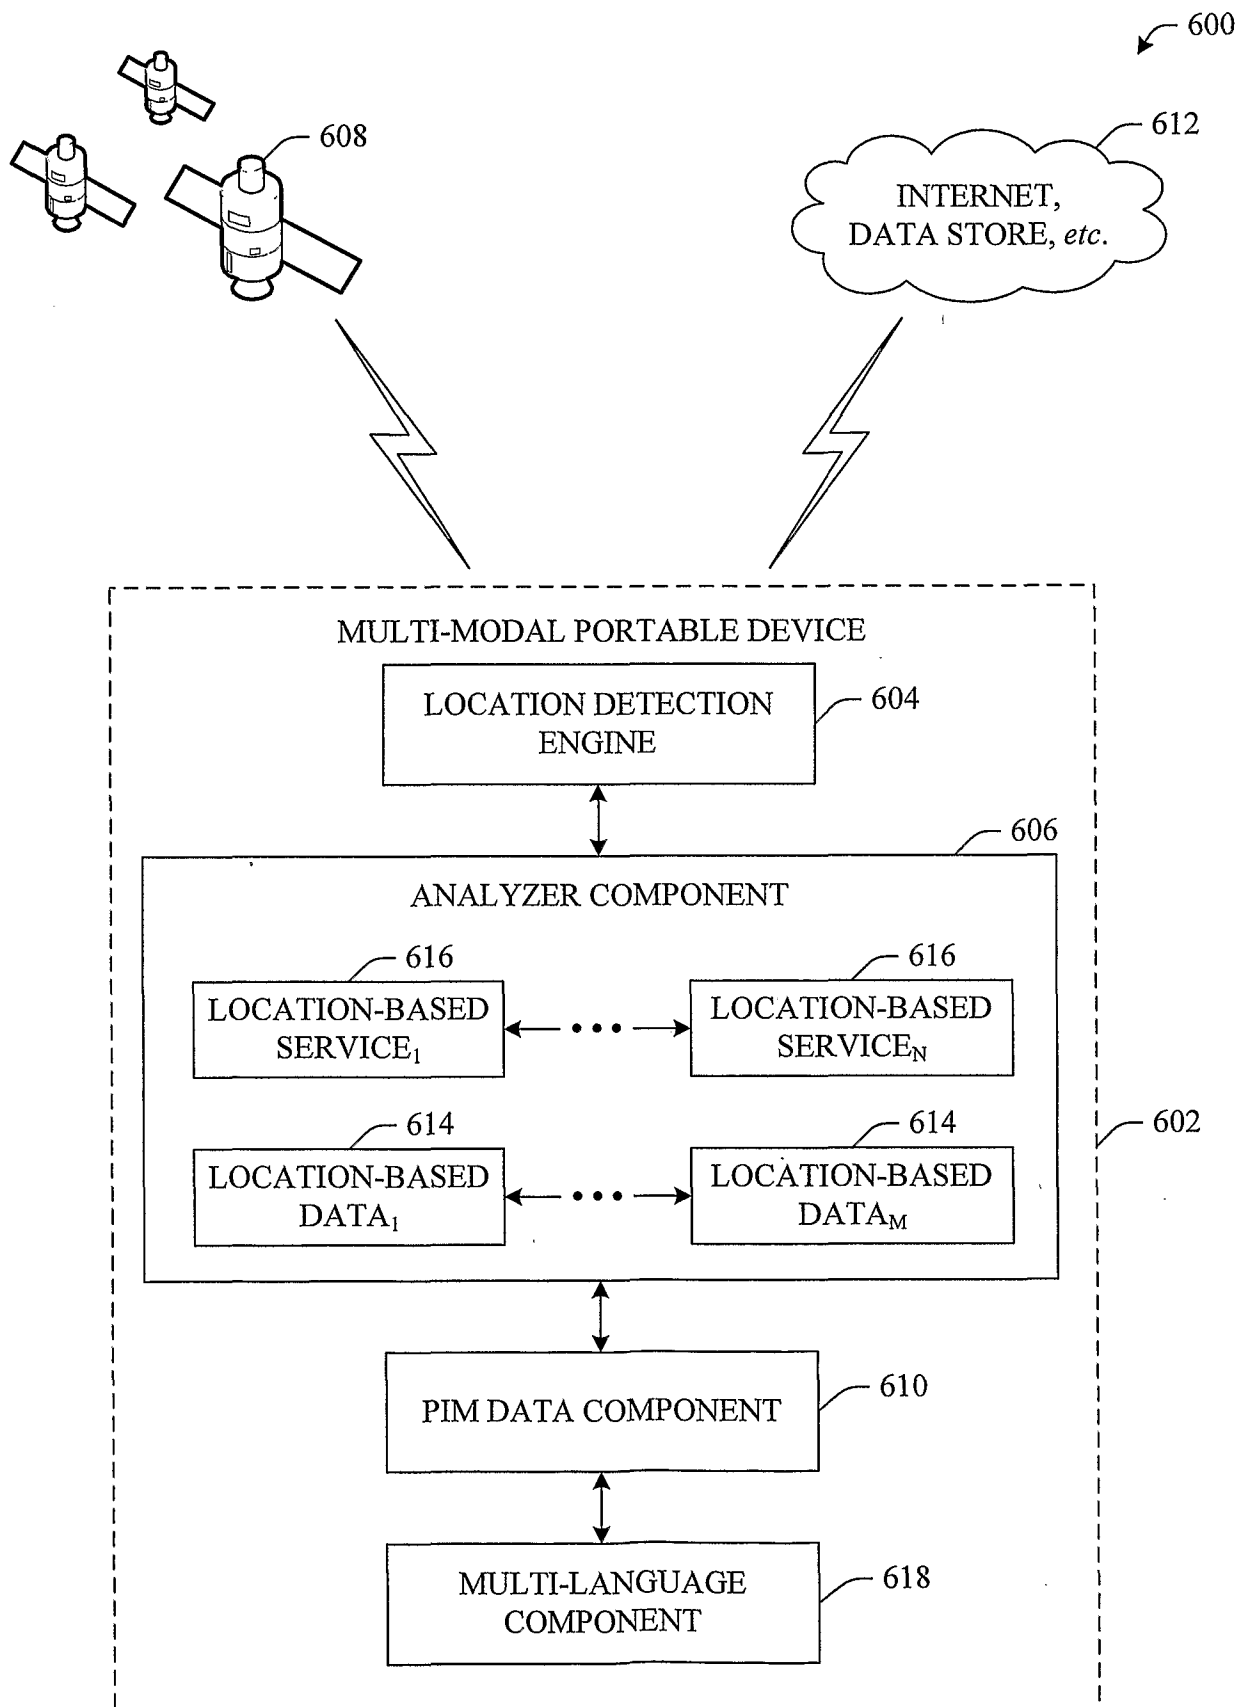 600
608
612
INTERNET,
DATA STORE, etc.
MULTI-MODAL PORTABLE DEVICE
LOCATION DETECTION
ENGINE
604
606
ANALYZER COMPONENT
616
616
LOCATION-BASED
SERVICE₁
LOCATION-BASED
SERVICEN
614
614
602
LOCATION-BASED
DATA₁
LOCATION-BASED
DATAM
PIM DATA COMPONENT
610
MULTI-LANGUAGE
COMPONENT
618